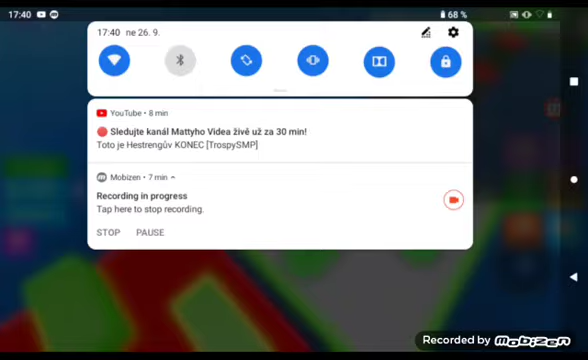 17:40
68 %
17:40 ne 26. 9.
YouTube • 8 min
🔴 Sledujte kanál Mattyho Videa živě už za 30 min!
Toto je Hestrengův KONEC [TrospySMP]
Mobizen • 7 min
Recording in progress
Tap here to stop recording.
STOP PAUSE
Recorded by mobizen